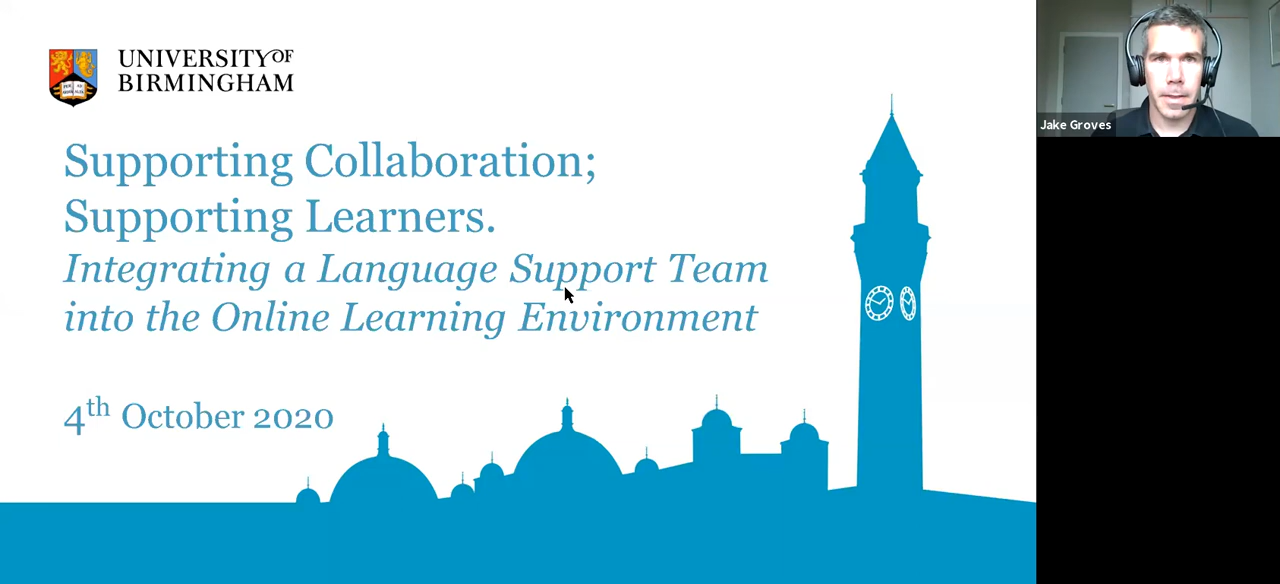 UNIVERSITY OF
BIRMINGHAM
Supporting Collaboration;
Supporting Learners.
Integrating a Language Support Team
into the Online Learning Environment
4th October 2020
Jake Groves